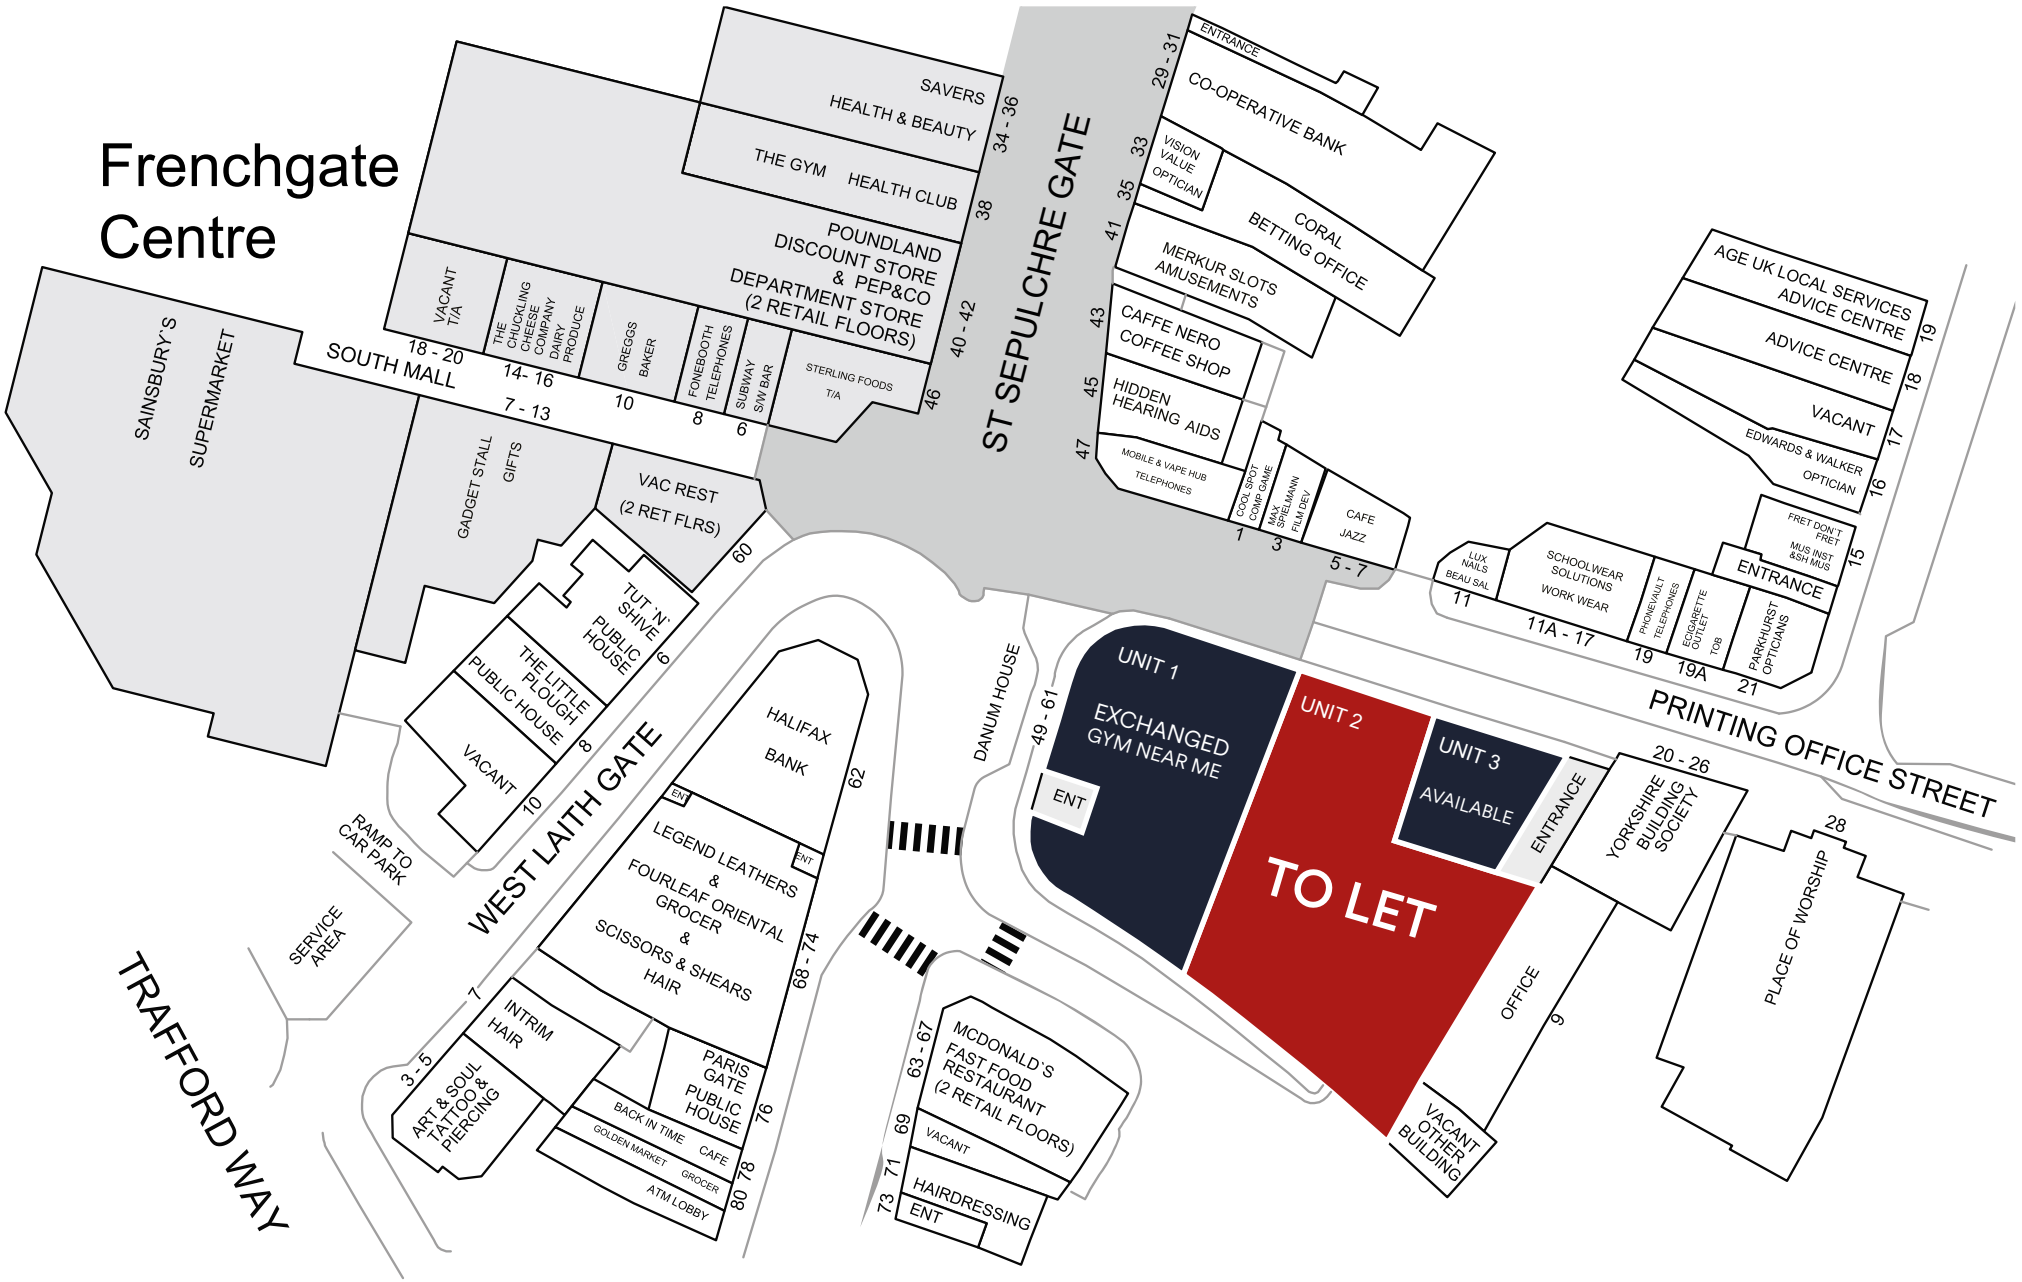 Frenchgate
Centre
SAVERS
HEALTH & BEAUTY
34 - 36
THE GYM HEALTH CLUB
38
POUNDLAND
DISCOUNT STORE
& PEP&CO
DEPARTMENT STORE
(2 RETAIL FLOORS)
40 - 42
VACANT
T/A
18 - 20
THE
CHUCKLING
CHEESE
COMPANY
DAIRY
PRODUCE
14- 16
GREGGS
BAKER
10
FONEBOOTH
TELEPHONES
8
SUBWAY
S/W BAR
6
STERLING FOODS
T/A
46
SOUTH MALL
7 - 13
SAINSBURY`S
SUPERMARKET
GADGET STALL
GIFTS
VAC REST
(2 RET FLRS)
60
ST SEPULCHRE GATE
ENTRANCE
29 - 31
CO-OPERATIVE BANK
33
VISION
VALUE
OPTICIAN
35
CORAL
BETTING OFFICE
41
MERKUR SLOTS
AMUSEMENTS
43
CAFFE NERO
COFFEE SHOP
45
HIDDEN
HEARING AIDS
47
MOBILE & VAPE HUB
TELEPHONES
COOL SPOT
COMP GAME
1
MAX
SPIELMANN
FILM DEV
3
CAFE
JAZZ
5 - 7
AGE UK LOCAL SERVICES
ADVICE CENTRE
19
ADVICE CENTRE
18
VACANT
17
EDWARDS & WALKER
OPTICIAN
16
FRET DON`T
FRET
MUS INST
&SH MUS
15
ENTRANCE
LUX
NAILS
BEAU SAL
11
SCHOOLWEAR
SOLUTIONS
WORK WEAR
11A - 17
PHONEVAULT
TELEPHONES
19
ECIGARETTE
OUTLET
TOB
19A
PARKHURST
OPTICIANS
21
PRINTING OFFICE STREET
TUT `N`
SHIVE
PUBLIC
HOUSE
6
THE LITTLE
PLOUGH
PUBLIC HOUSE
8
VACANT
10
WEST LAITH GATE
RAMP TO
CAR PARK
SERVICE
AREA
TRAFFORD WAY
HALIFAX
BANK
62
ENT
ENT
LEGEND LEATHERS
&
FOURLEAF ORIENTAL
GROCER
&
SCISSORS & SHEARS
HAIR
68 - 74
7
INTRIM
HAIR
3 - 5
ART & SOUL
TATTOO &
PIERCING
PARIS
GATE
PUBLIC
HOUSE
76
BACK IN TIME CAFE
78
GOLDEN MARKET GROCER
80
ATM LOBBY
DANUM HOUSE
49 - 61
UNIT 1
EXCHANGED
GYM NEAR ME
ENT
UNIT 2
TO LET
UNIT 3
AVAILABLE
ENTRANCE
20 - 26
YORKSHIRE
BUILDING
SOCIETY
28
PLACE OF WORSHIP
OFFICE
9
VACANT
OTHER
BUILDING
63 - 67
MCDONALD`S
FAST FOOD
RESTAURANT
(2 RETAIL FLOORS)
69
VACANT
71
HAIRDRESSING
73
ENT